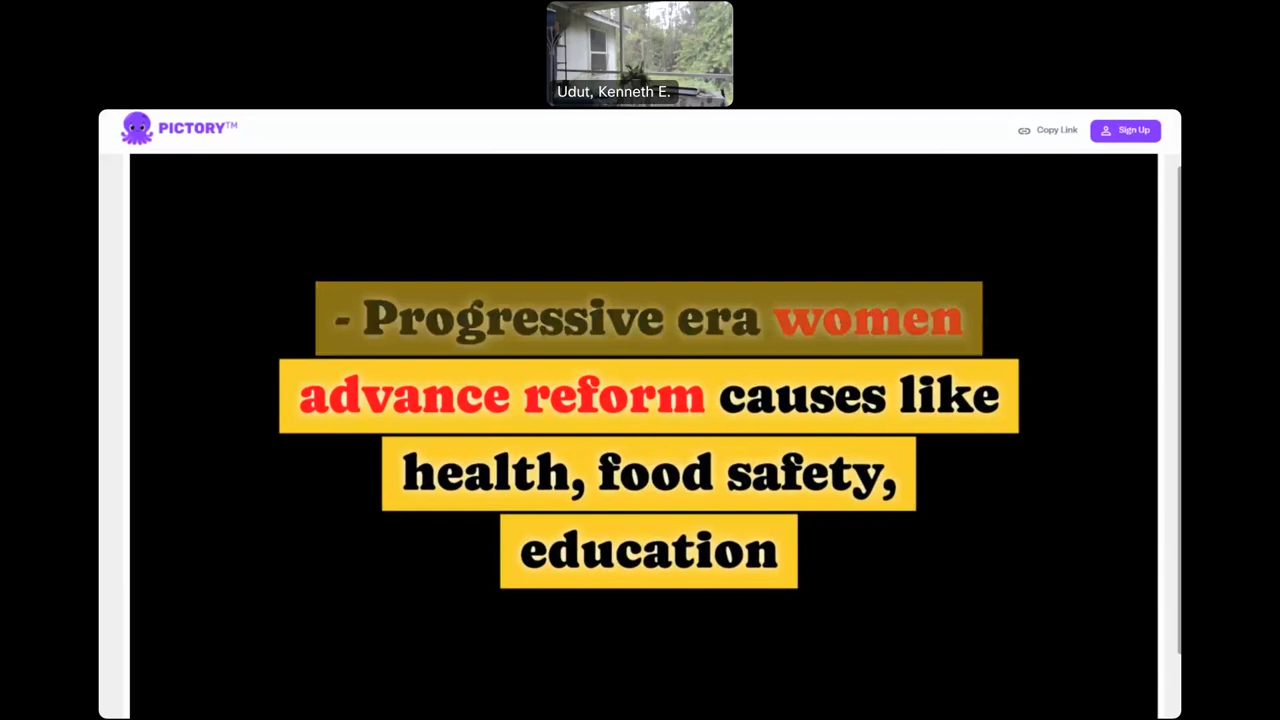 Udut, Kenneth E.
PICTORY™
Copy Link
Sign Up
- Progressive era women
advance reform causes like
health, food safety,
education